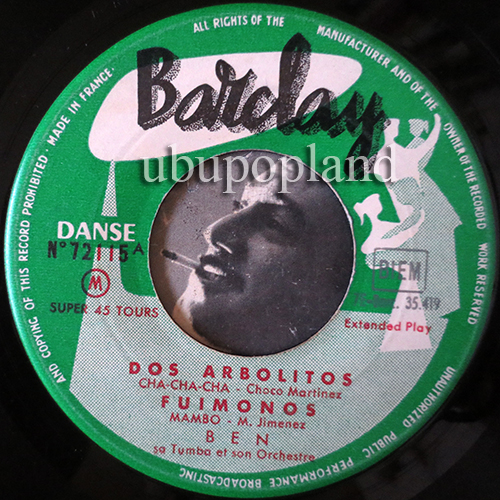 ALL RIGHTS OF THE MANUFACTURER AND OF THE OWNER OF THE RECORDED WORK RESERVED
UNAUTHORIZED PUBLIC PERFORMANCE BROADCASTING AND COPYING OF THIS RECORD PROHIBITED
MADE IN FRANCE
Barclay
ubupopland
DANSE
N° 72115 A
M
SUPER 45 TOURS
BIEM
35.419
Extended Play
DOS ARBOLITOS
CHA-CHA-CHA - Choco Martinez
FUIMONOS
MAMBO - M. Jimenez
BEN
sa Tumba et son Orchestre